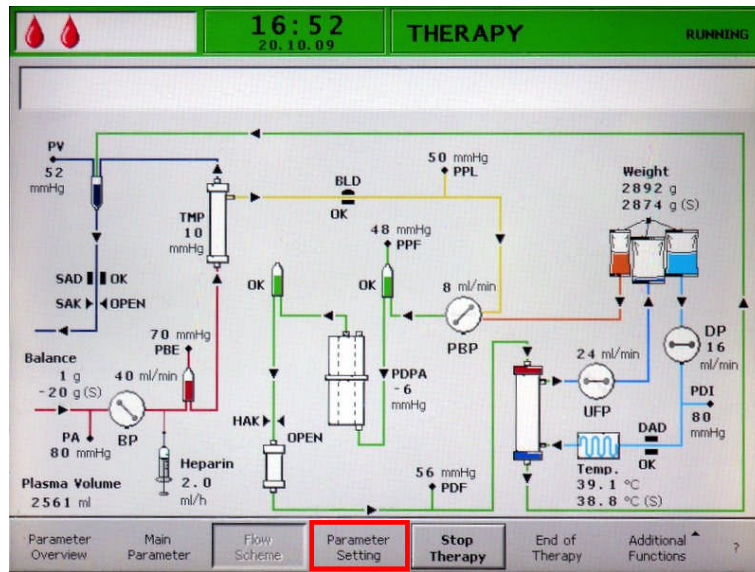 16:52
20.10.09
THERAPY
RUNNING
PV
52
mmHg
50 mmHg
PPL
BLD
OK
Weight
2892 g
2874 g (S)
TMP
10
mmHg
48 mmHg
PPF
SAD OK
SAK OPEN
OK
OK
8 ml/min
PBP
70 mmHg
PBE
DP
16
ml/min
Balance
1 g
-20 g (S)
40 ml/min
PDPA
-6
mmHg
24 ml/min
UFP
PDI
80
mmHg
PA
80 mmHg
BP
HAK
OPEN
DAD
OK
Heparin
2.0
ml/h
56 mmHg
PDF
Temp.
39.1 °C
38.8 °C (S)
Plasma Volume
2561 ml
Parameter
Overview
Main
Parameter
Flow
Scheme
Parameter
Setting
Stop
Therapy
End of
Therapy
Additional
Functions
?